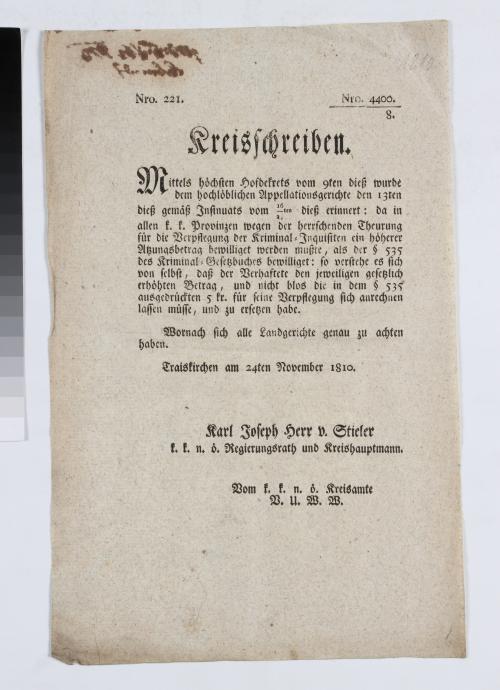 Nro. 221. Nro. 4400.
8.
Kreisschreiben.
Mittels höchsten Hofdekrets vom 9ten dieß wurde
dem hochlöblichen Appellationsgerichte den 13ten
dieß gemäß Insinuats vom dieß erinnert: da in
allen k. k. Provinzen wegen der herrschenden Theurung
für die Verpflegung der Kriminal-Inquisiten ein höherer
Atzungsbetrag bewilliget werden mußte, als der § 535
des Kriminal-Gesetzbuches bewilliget: so verstehe es sich
von selbst, daß der Verhaftete den jeweiligen gesetzlich
erhöhten Betrag, und nicht blos die in dem § 535
ausgedrückten 5 kr. für seine Verpflegung sich anrechnen
lassen müsse, und zu ersetzen habe.
Wornach sich alle Landgerichte genau zu achten
haben.
Traiskirchen am 24ten November 1810.
Karl Joseph Herr v. Stieler
k. k. n. ö. Regierungsrath und Kreishauptmann.
Vom k. k. n. ö. Kreisamte
V. U. W. W.